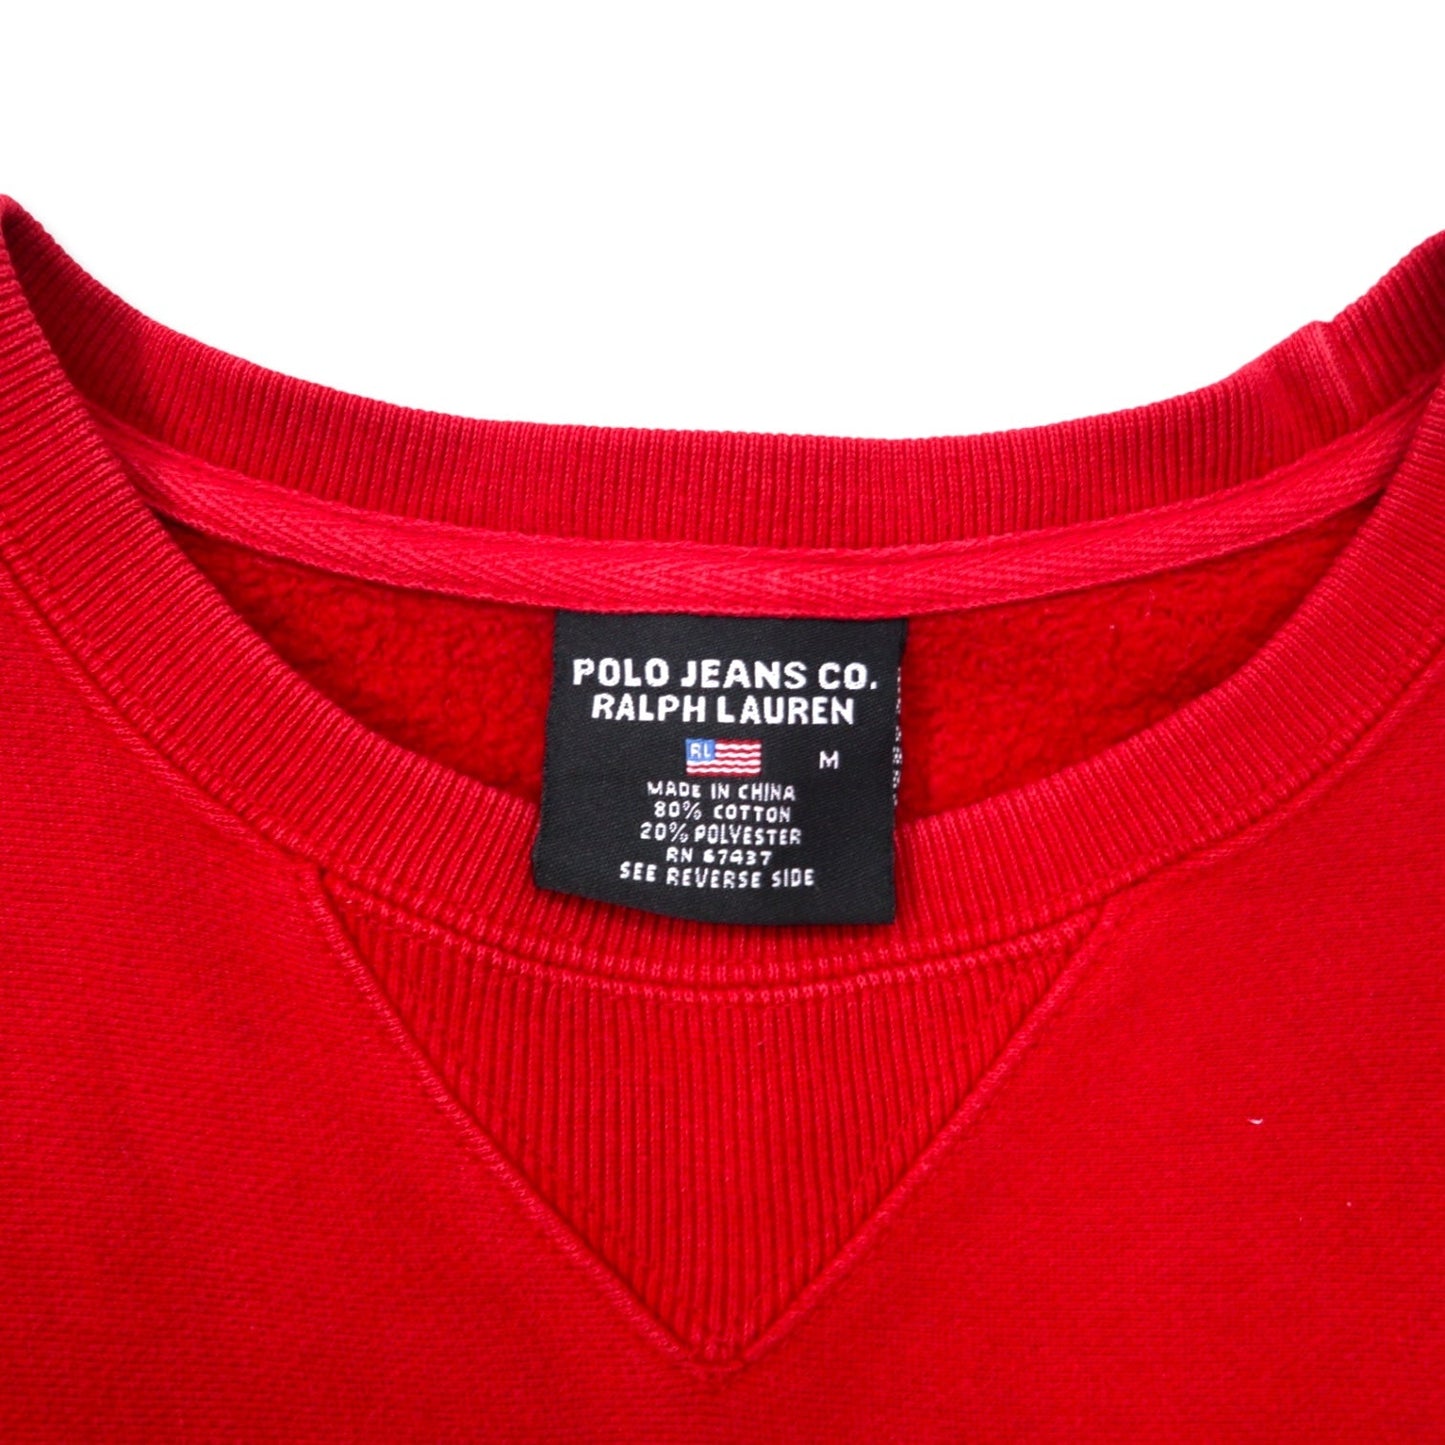 POLO JEANS CO.
RALPH LAUREN
RL
M
MADE IN CHINA
80% COTTON
20% POLYESTER
RN 67437
SEE REVERSE SIDE